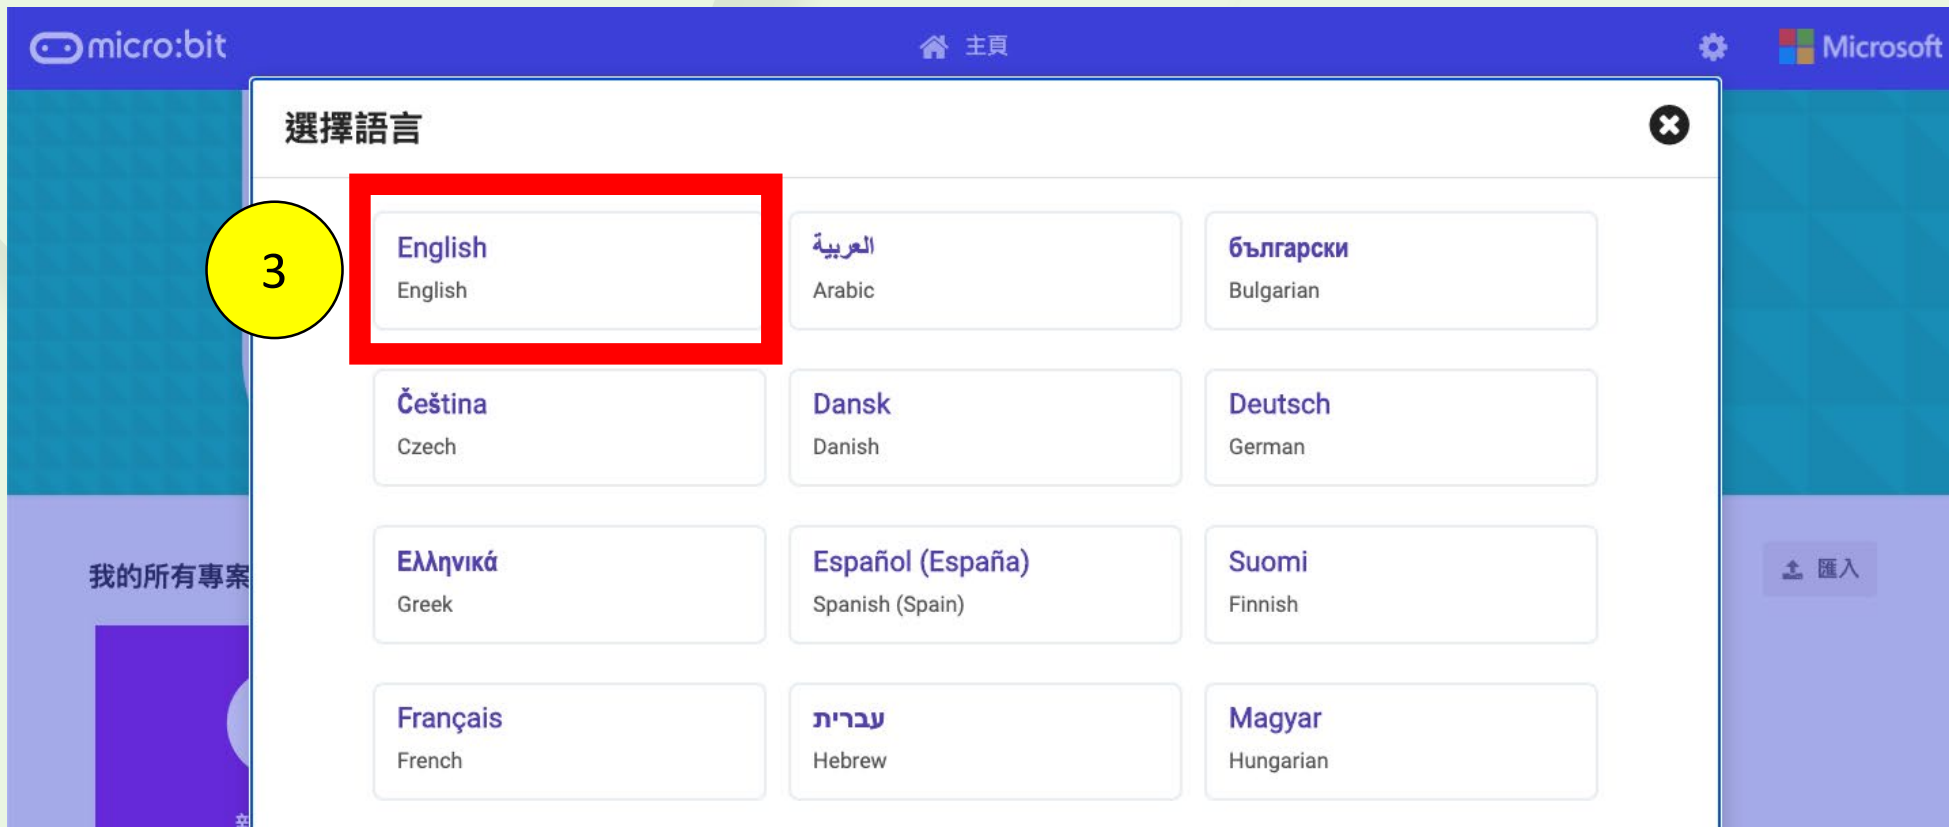 micro:bit
主頁
Microsoft
選擇語言
3
English
English
العربية
Arabic
български
Bulgarian
Čeština
Czech
Dansk
Danish
Deutsch
German
Ελληνικά
Greek
Español (España)
Spanish (Spain)
Suomi
Finnish
Français
French
עברית
Hebrew
Magyar
Hungarian
我的所有專案
匯入